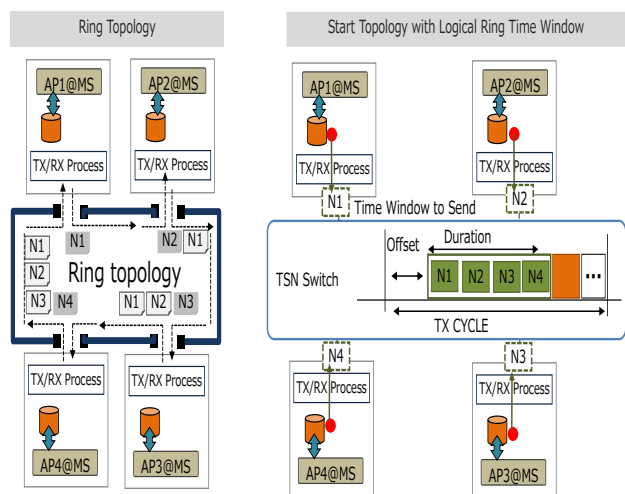 Ring Topology
Start Topology with Logical Ring Time Window
AP1@MS
AP2@MS
TX/RX Process
TX/RX Process
N1
N2
N1
N1
N2
N3
N4
Ring topology
N1
N2
N3
TX/RX Process
TX/RX Process
AP4@MS
AP3@MS
AP1@MS
AP2@MS
TX/RX Process
TX/RX Process
N1
N2
Time Window to Send
TSN Switch
Offset
Duration
N1
N2
N3
N4
...
TX CYCLE
N4
N3
TX/RX Process
TX/RX Process
AP4@MS
AP3@MS